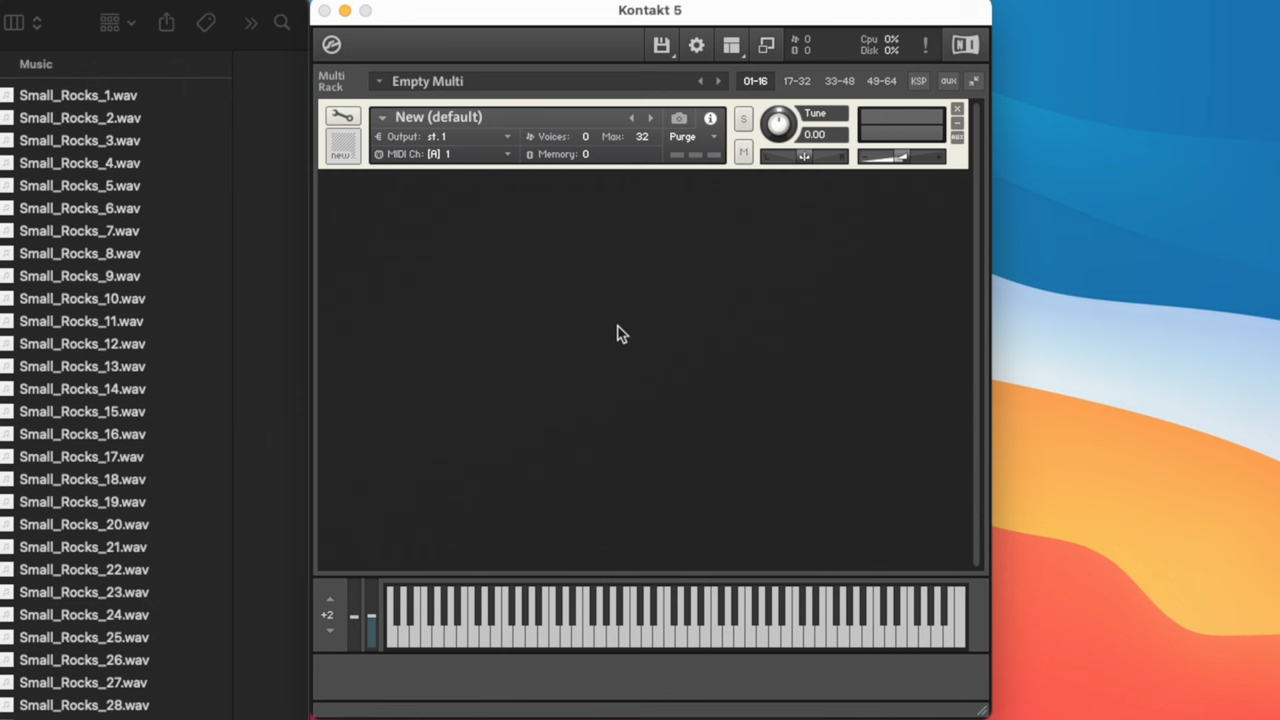 Kontakt 5
Music
Small_Rocks_1.wav
Small_Rocks_2.wav
Small_Rocks_3.wav
Small_Rocks_4.wav
Small_Rocks_5.wav
Small_Rocks_6.wav
Small_Rocks_7.wav
Small_Rocks_8.wav
Small_Rocks_9.wav
Small_Rocks_10.wav
Small_Rocks_11.wav
Small_Rocks_12.wav
Small_Rocks_13.wav
Small_Rocks_14.wav
Small_Rocks_15.wav
Small_Rocks_16.wav
Small_Rocks_17.wav
Small_Rocks_18.wav
Small_Rocks_19.wav
Small_Rocks_20.wav
Small_Rocks_21.wav
Small_Rocks_22.wav
Small_Rocks_23.wav
Small_Rocks_24.wav
Small_Rocks_25.wav
Small_Rocks_26.wav
Small_Rocks_27.wav
Small_Rocks_28.wav
0 Cpu 0% ! NI
0 Disk 0%
Multi Rack
Empty Multi 01-16 17-32 33-48 49-64 KSP aux
New (default) i S Tune
Output: st.1 Voices: 0 Max: 32 Purge 0.00
new MIDI Ch: [A] 1 Memory: 0 M L R
aux
+2